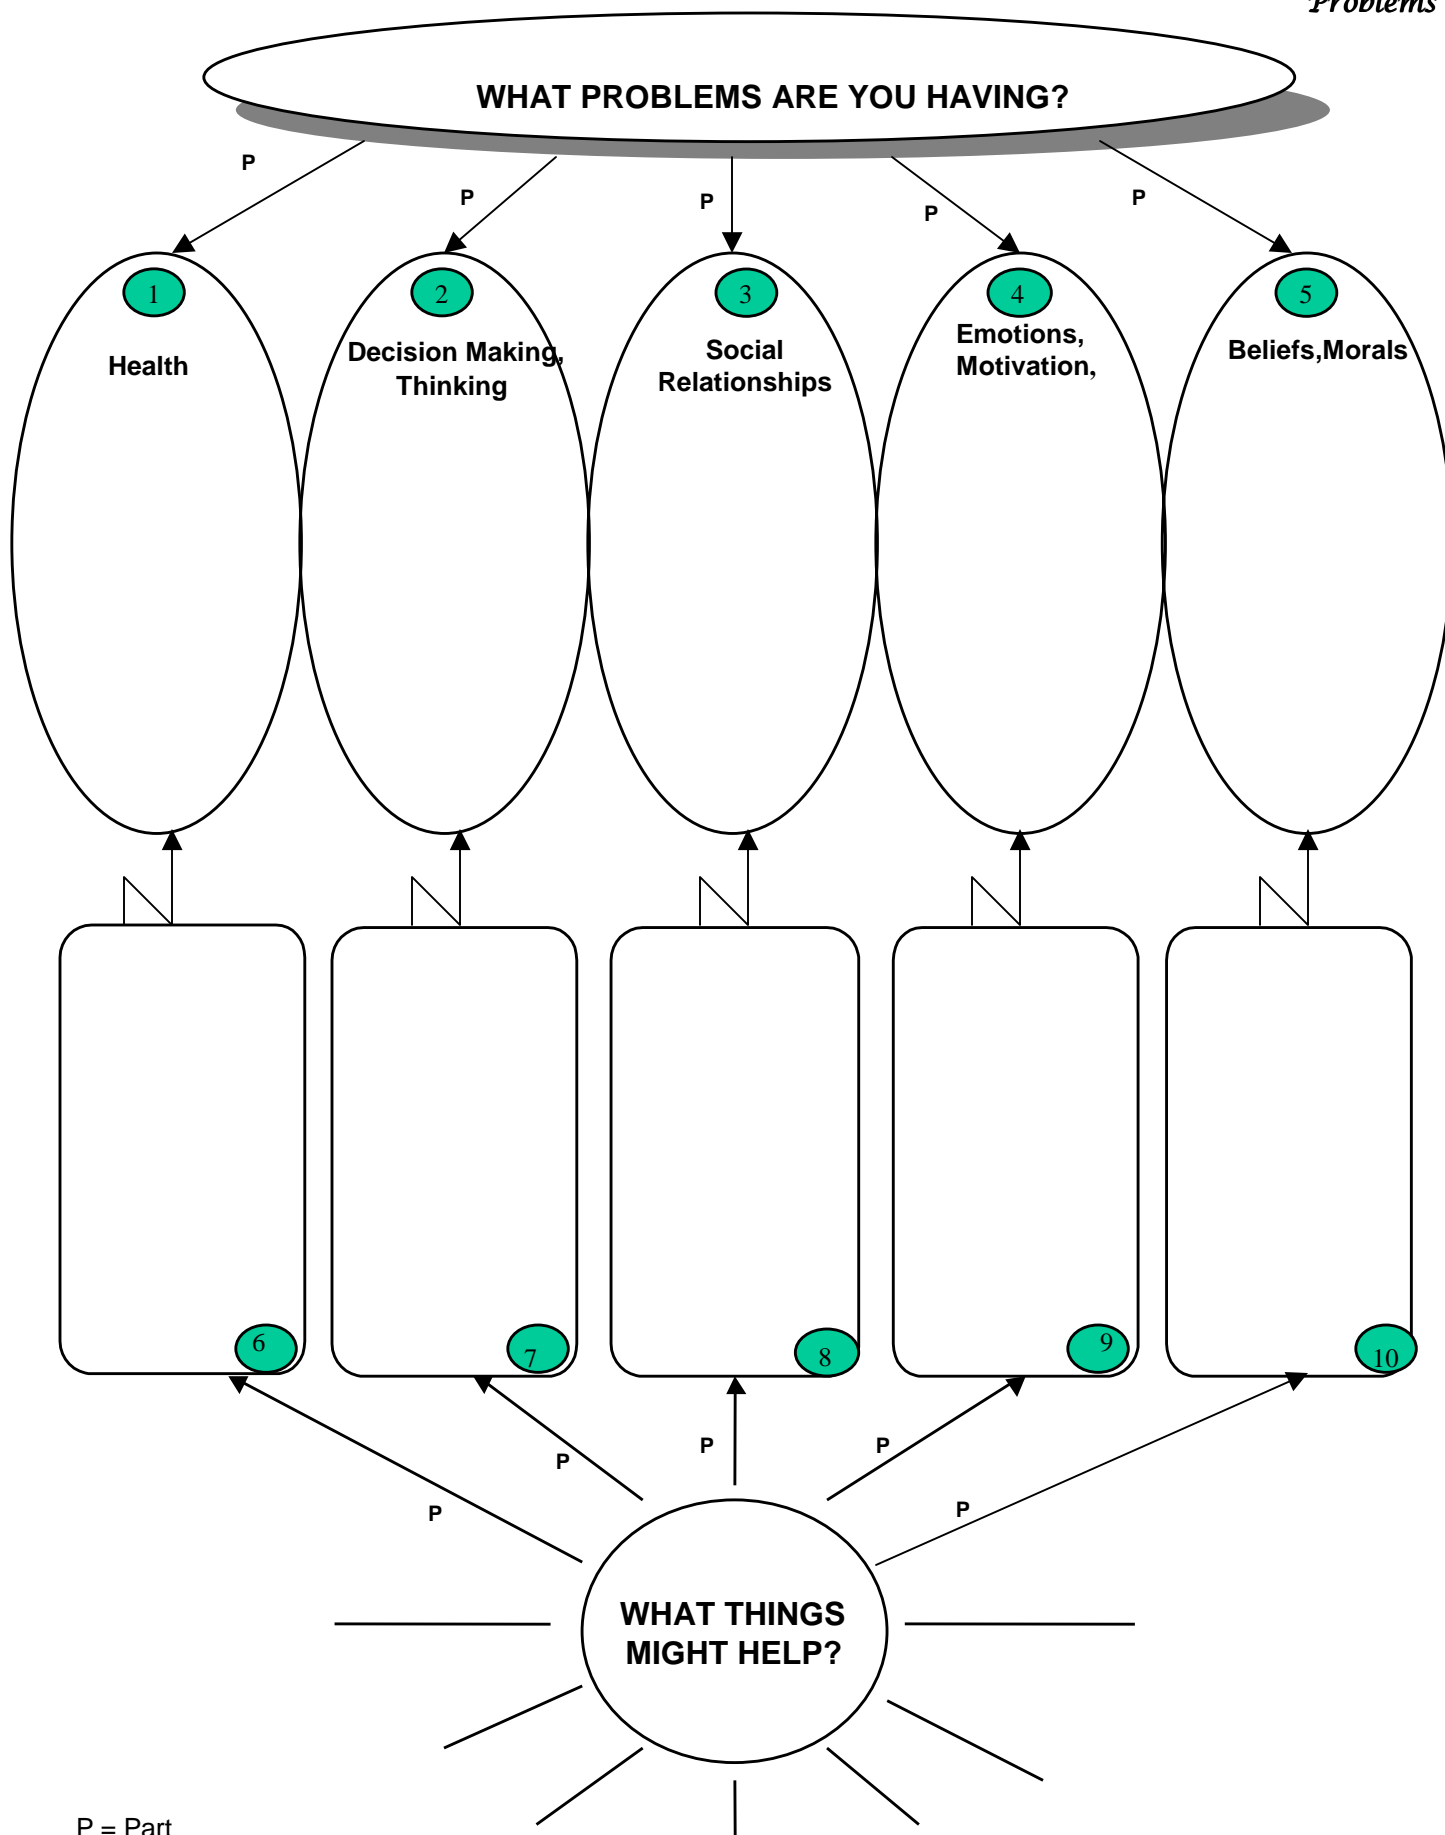 Problems
WHAT PROBLEMS ARE YOU HAVING?
P
P
P
P
P
1
2
3
4
5
Health
Decision Making,
Thinking
Social
Relationships
Emotions,
Motivation,
Beliefs,Morals
6
7
8
9
10
P
P
P
P
P
WHAT THINGS
MIGHT HELP?
P = Part